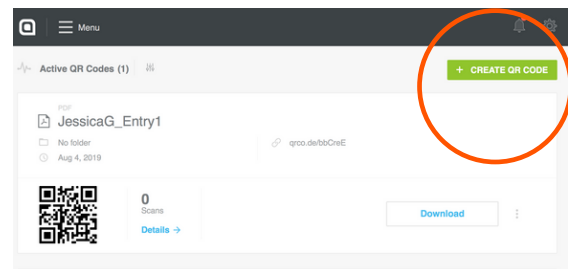 Menu
Active QR Codes (1)
+ CREATE QR CODE
PDF
JessicaG_Entry1
No folder
qrco.de/bbCreE
Aug 4, 2019
0
Scans
Details →
Download